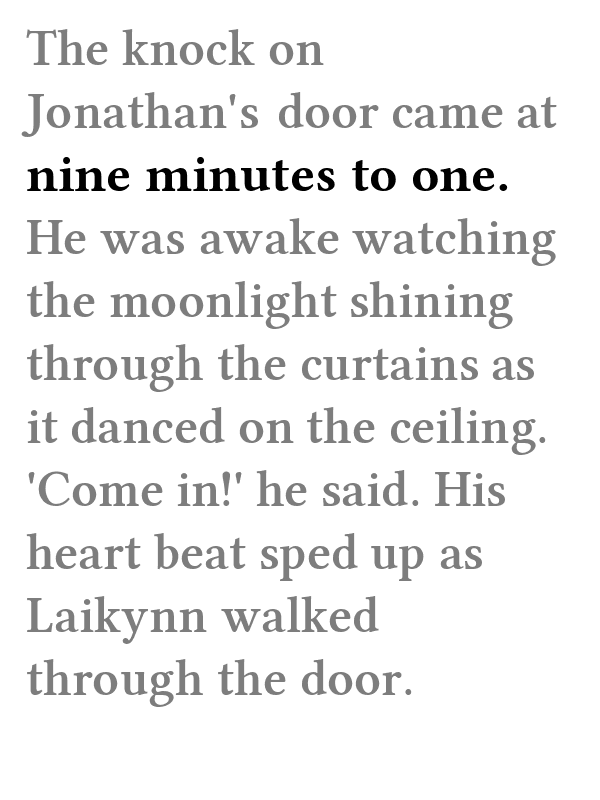 The knock on
Jonathan's door came at
nine minutes to one.
He was awake watching
the moonlight shining
through the curtains as
it danced on the ceiling.
'Come in!' he said. His
heart beat sped up as
Laikynn walked
through the door.